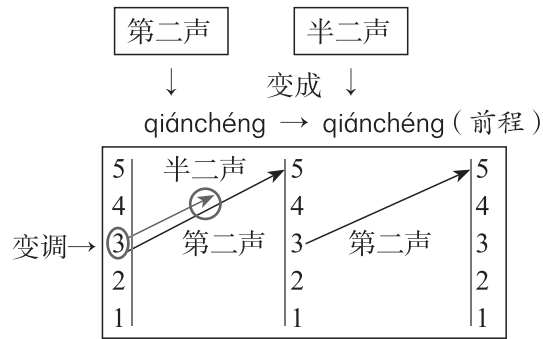 第二声 半二声
↓ 变成 ↓
qiánchéng → qiánchéng(前程)
5 半二声 5 5
4 4 4
变调→3 第二声 3 第二声 3
2 2 2
1 1 1